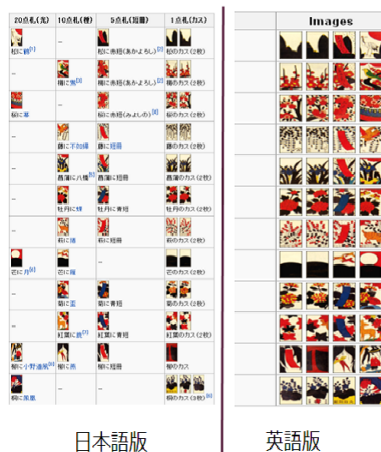 20点札(光) 10点札(種) 5点札(短冊) 1点札(カス)
松に鶴[1] -- 松に赤短(あかよろし)[2] 松のカス(2枚)
-- 梅に鶯[3] 梅に赤短(あかよろし)[2] 梅のカス(2枚)
桜に幕 -- 桜に赤短(みよしの) 桜のカス(2枚)
-- 藤に不如帰 藤に短冊 藤のカス(2枚)
-- 菖蒲に八橋 菖蒲に短冊 菖蒲のカス(2枚)
-- 牡丹に蝶 牡丹に青短 牡丹のカス(2枚)
-- 萩に猪 萩に短冊 萩のカス(2枚)
芒に月 芒に雁 -- 芒のカス(2枚)
-- 菊に盃 菊に青短 菊のカス(2枚)
-- 紅葉に鹿 紅葉に青短 紅葉のカス(2枚)
柳に小野道風 柳に燕 柳に短冊 柳のカス
桐に鳳凰 -- -- 桐のカス(3枚)
Images
日本語版
英語版